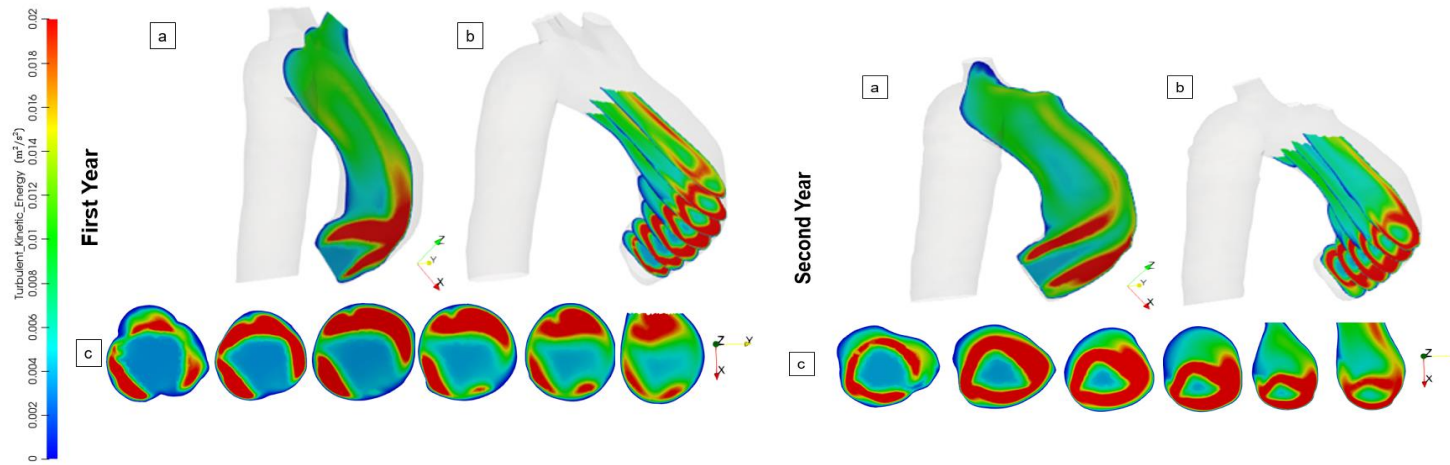 0.02
0.018
0.016
0.014
0.012
0.01
0.008
0.006
0.004
0.002
0
Turbulent_Kinetic_Energy (m²/s²)
First Year
a
b
Z
Y
X
c
Z
Y
X
Second Year
a
b
Z
Y
X
c
Z
X